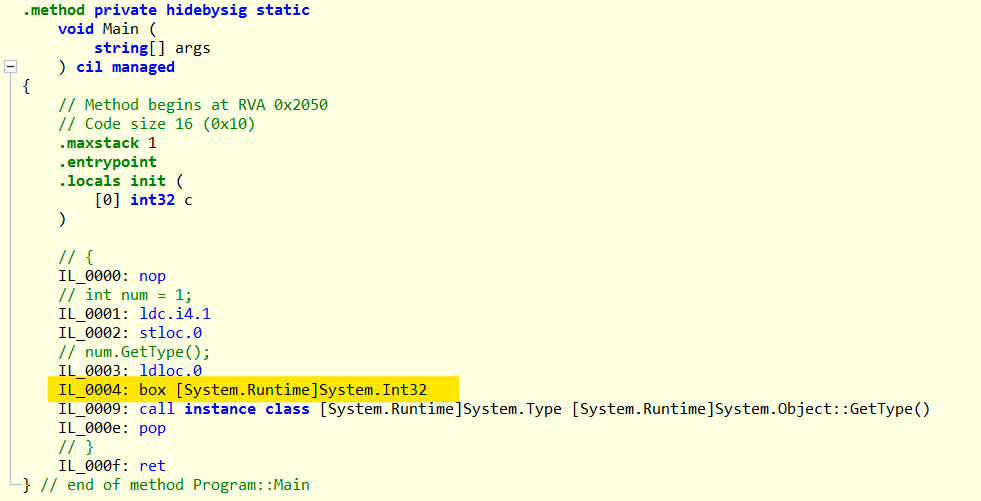 .method private hidebysig static
void Main (
string[] args
) cil managed
{
// Method begins at RVA 0x2050
// Code size 16 (0x10)
.maxstack 1
.entrypoint
.locals init (
[0] int32 c
)
// {
IL_0000: nop
// int num = 1;
IL_0001: ldc.i4.1
IL_0002: stloc.0
// num.GetType();
IL_0003: ldloc.0
IL_0004: box [System.Runtime]System.Int32
IL_0009: call instance class [System.Runtime]System.Type [System.Runtime]System.Object::GetType()
IL_000e: pop
// }
IL_000f: ret
} // end of method Program::Main